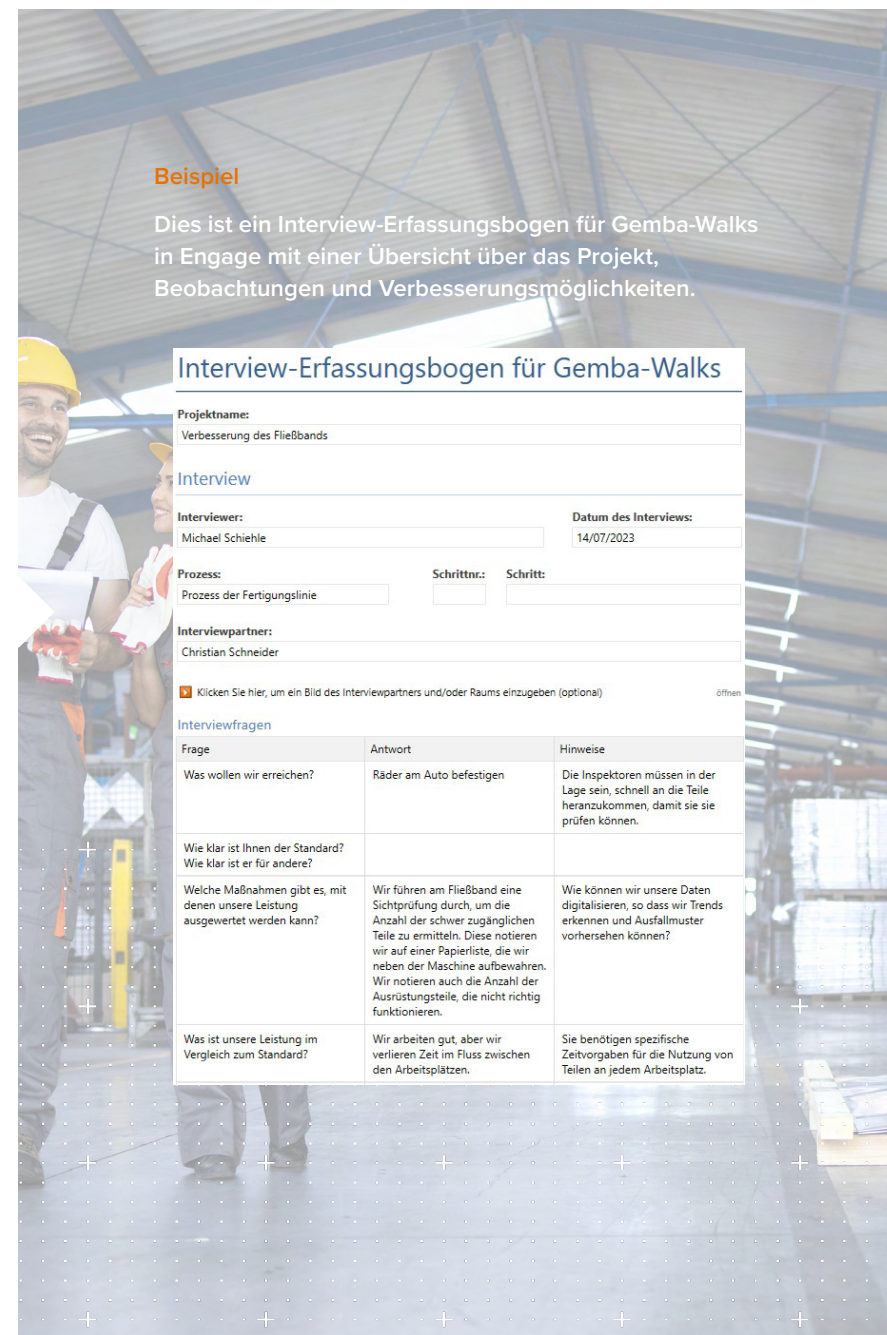 Beispiel
Dies ist ein Interview-Erfassungsbogen für Gemba-Walks
in Engage mit einer Übersicht über das Projekt,
Beobachtungen und Verbesserungsmöglichkeiten.
Interview-Erfassungsbogen für Gemba-Walks
Projektname:
Verbesserung des Fließbands
Interview
Interviewer:
Datum des Interviews:
Michael Schiehle
14/07/2023
Prozess:
Schrittnr.:
Schritt:
Prozess der Fertigungslinie
Interviewpartner:
Christian Schneider
Klicken Sie hier, um ein Bild des Interviewpartners und/oder Raums einzugeben (optional)
öffnen
Interviewfragen
Frage
Antwort
Hinweise
Was wollen wir erreichen?
Räder am Auto befestigen
Die Inspektoren müssen in der
Lage sein, schnell an die Teile
heranzukommen, damit sie sie
prüfen können.
Wie klar ist Ihnen der Standard?
Wie klar ist er für andere?
Welche Maßnahmen gibt es, mit
denen unsere Leistung
ausgewertet werden kann?
Wir führen am Fließband eine
Sichtprüfung durch, um die
Anzahl der schwer zugänglichen
Teile zu ermitteln. Diese notieren
wir auf einer Papierliste, die wir
neben der Maschine aufbewahren.
Wir notieren auch die Anzahl der
Ausrüstungsteile, die nicht richtig
funktionieren.
Wie können wir unsere Daten
digitalisieren, so dass wir Trends
erkennen und Ausfallmuster
vorhersehen können?
Was ist unsere Leistung im
Vergleich zum Standard?
Wir arbeiten gut, aber wir
verlieren Zeit im Fluss zwischen
den Arbeitsplätzen.
Sie benötigen spezifische
Zeitvorgaben für die Nutzung von
Teilen an jedem Arbeitsplatz.